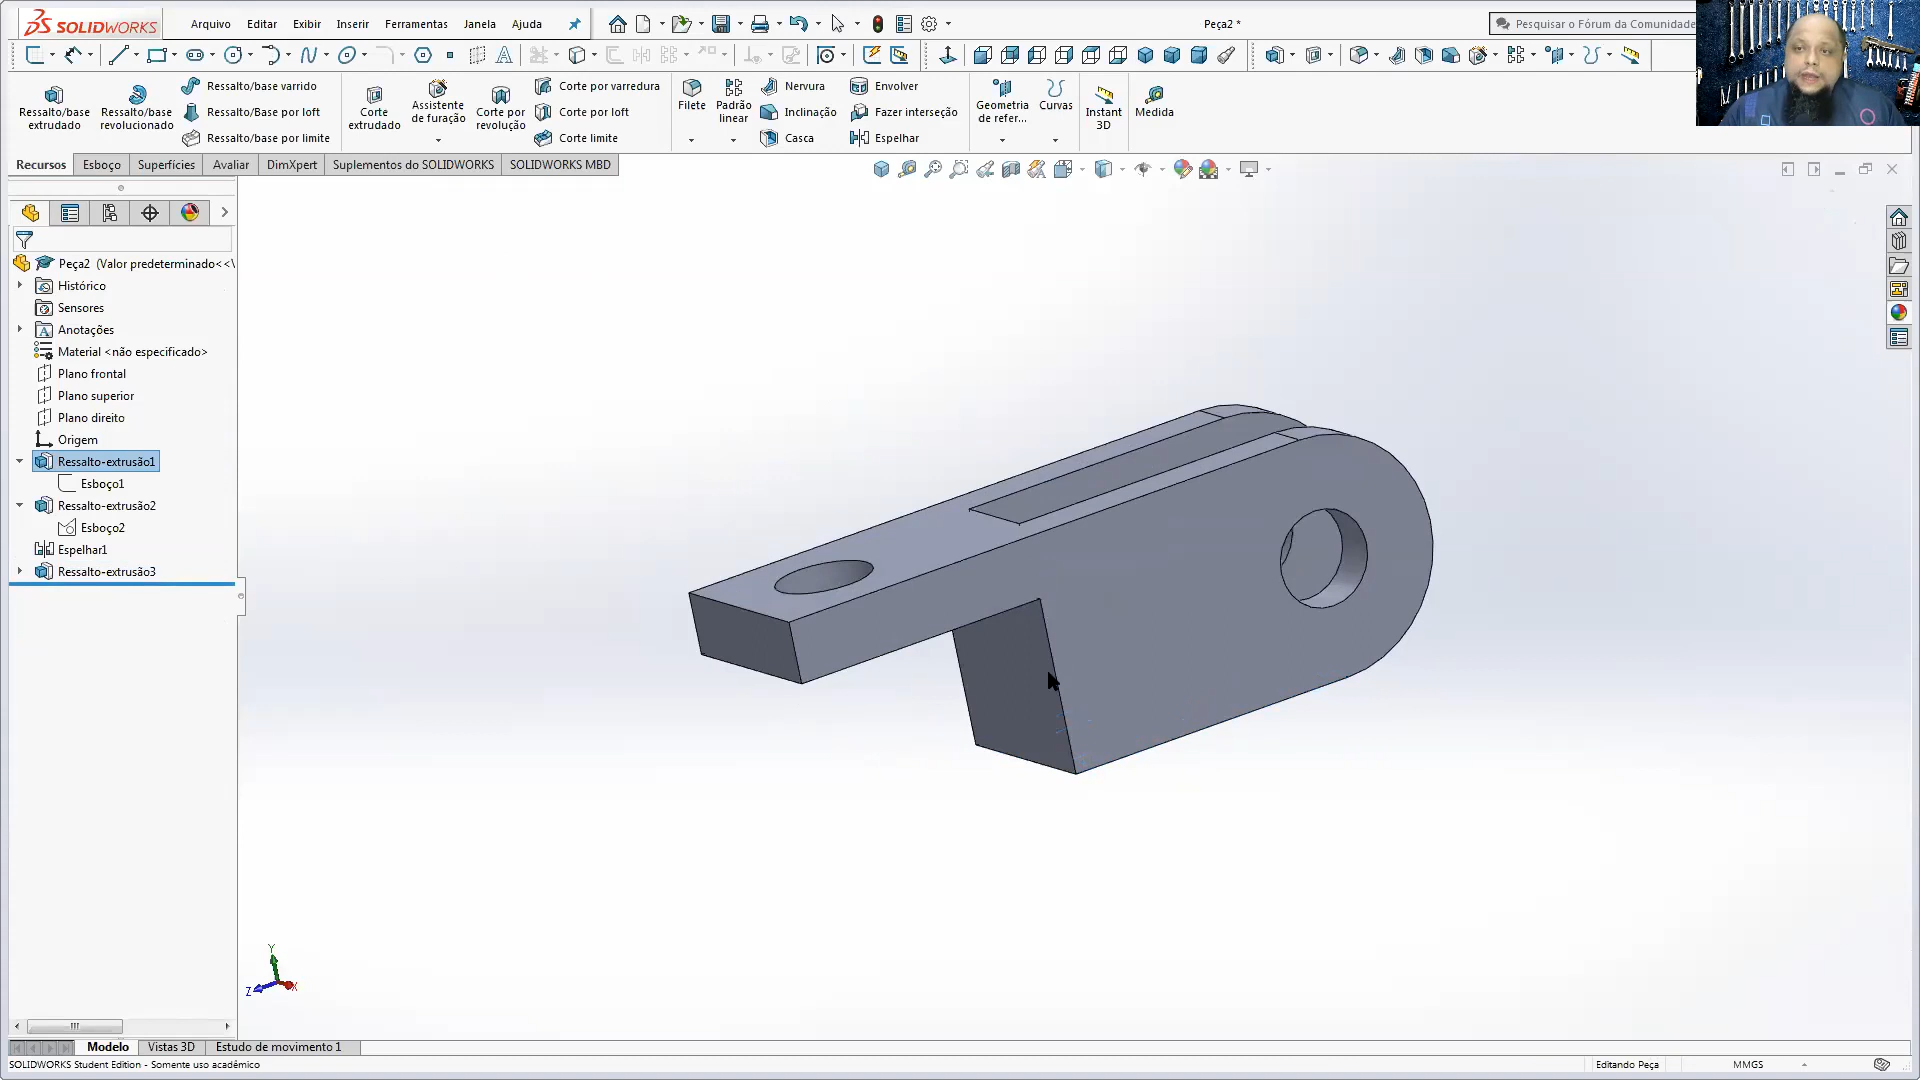 SOLIDWORKS
Arquivo Editar Exibir Inserir Ferramentas Janela Ajuda
Peça2 *
Pesquisar o Fórum da Comunidade
Ressalto/base extrudado
Ressalto/base revolucionado
Ressalto/base varrido
Ressalto/base por loft
Ressalto/base por limite
Corte extrudado
Assistente de furação
Corte por revolução
Corte por varredura
Corte por loft
Corte limite
Filete
Padrão linear
Nervura
Inclinação
Casca
Envolver
Fazer interseção
Espelhar
Geometria de refer...
Curvas
Instant 3D
Medida
Recursos Esboço Superfícies Avaliar DimXpert Suplementos do SOLIDWORKS SOLIDWORKS MBD
Peça2 (Valor predeterminado<<\
Histórico
Sensores
Anotações
Material <não especificado>
Plano frontal
Plano superior
Plano direito
Origem
Ressalto-extrusão1
Esboço1
Ressalto-extrusão2
Esboço2
Espelhar1
Ressalto-extrusão3
Y
Z
X
Modelo Vistas 3D Estudo de movimento 1
SOLIDWORKS Student Edition - Somente uso acadêmico
Editando Peça
MMGS